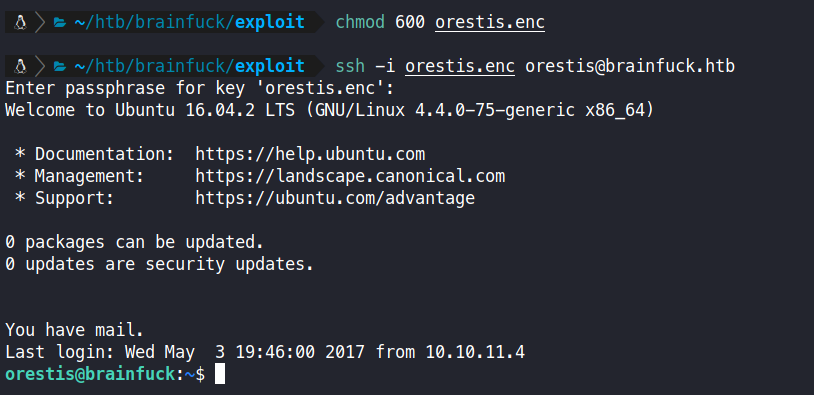 ~/htb/brainfuck/exploit chmod 600 orestis.enc
~/htb/brainfuck/exploit ssh -i orestis.enc orestis@brainfuck.htb
Enter passphrase for key 'orestis.enc':
Welcome to Ubuntu 16.04.2 LTS (GNU/Linux 4.4.0-75-generic x86_64)
* Documentation:  https://help.ubuntu.com
* Management:     https://landscape.canonical.com
* Support:        https://ubuntu.com/advantage
0 packages can be updated.
0 updates are security updates.
You have mail.
Last login: Wed May  3 19:46:00 2017 from 10.10.11.4
orestis@brainfuck:~$